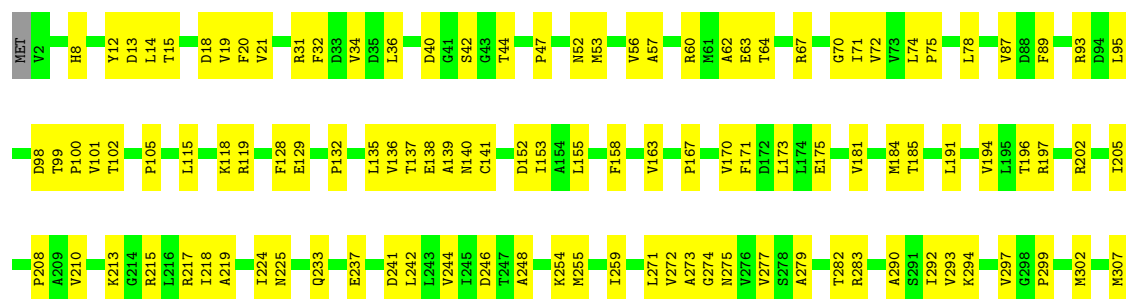 MET V2 H8 Y12 D13 L14 T15 D18 V19 F20 V21 R31 F32 D33 V34 D35 L36 D40 G41 S42 G43 T44 P47 N52 M53 V56 A57 R60 M61 A62 E63 T64 R67 G70 I71 V72 V73 L74 P75 L78 V87 D88 F89 R93 D94 L95
D98 T99 P100 V101 T102 P105 L115 K118 R119 F128 E129 P132 L135 V136 T137 E138 A139 N140 C141 D152 I153 A154 L155 F158 V163 P167 V170 F171 D172 L173 L174 E175 V181 M184 T185 L191 V194 L195 T196 R197 R202 I205
P208 A209 V210 K213 G214 R215 L216 R217 I218 A219 I224 N225 Q233 E237 D241 L242 L243 V244 I245 D246 T247 A248 K254 M255 I259 L271 V272 A273 G274 N275 V276 V277 S278 A279 T282 R283 A290 S291 I292 V293 K294 V297 G298 P299 M302 M307